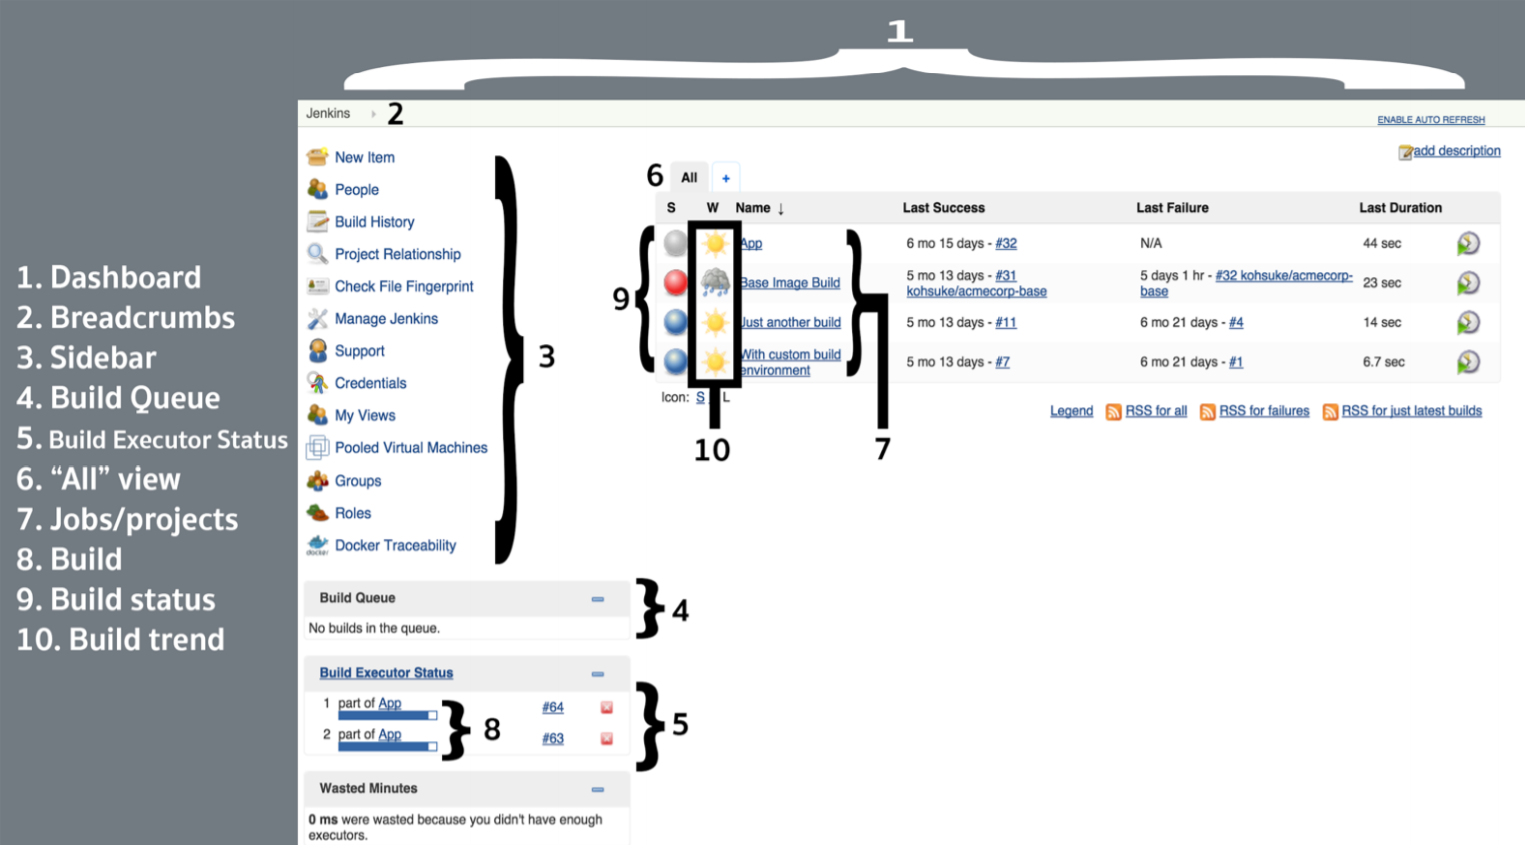 1
Jenkins
2
ENABLE AUTO REFRESH
add description
1. Dashboard
2. Breadcrumbs
3. Sidebar
4. Build Queue
5. Build Executor Status
6. “All” view
7. Jobs/projects
8. Build
9. Build status
10. Build trend
New Item
People
Build History
Project Relationship
Check File Fingerprint
Manage Jenkins
Support
Credentials
My Views
Pooled Virtual Machines
Groups
Roles
docker Docker Traceability
3
6 All +
S W Name ↓ Last Success Last Failure Last Duration
App 6 mo 15 days - #32 N/A 44 sec
Base Image Build 5 mo 13 days - #31 kohsuke/acmecorp-base 5 days 1 hr - #32 kohsuke/acmecorp-base 23 sec
Just another build 5 mo 13 days - #11 6 mo 21 days - #4 14 sec
With custom build environment 5 mo 13 days - #7 6 mo 21 days - #1 6.7 sec
9
Icon: S L
10
7
Legend RSS for all RSS for failures RSS for just latest builds
Build Queue
No builds in the queue.
4
Build Executor Status
1 part of App #64
2 part of App #63
8
5
Wasted Minutes
0 ms were wasted because you didn't have enough
executors.